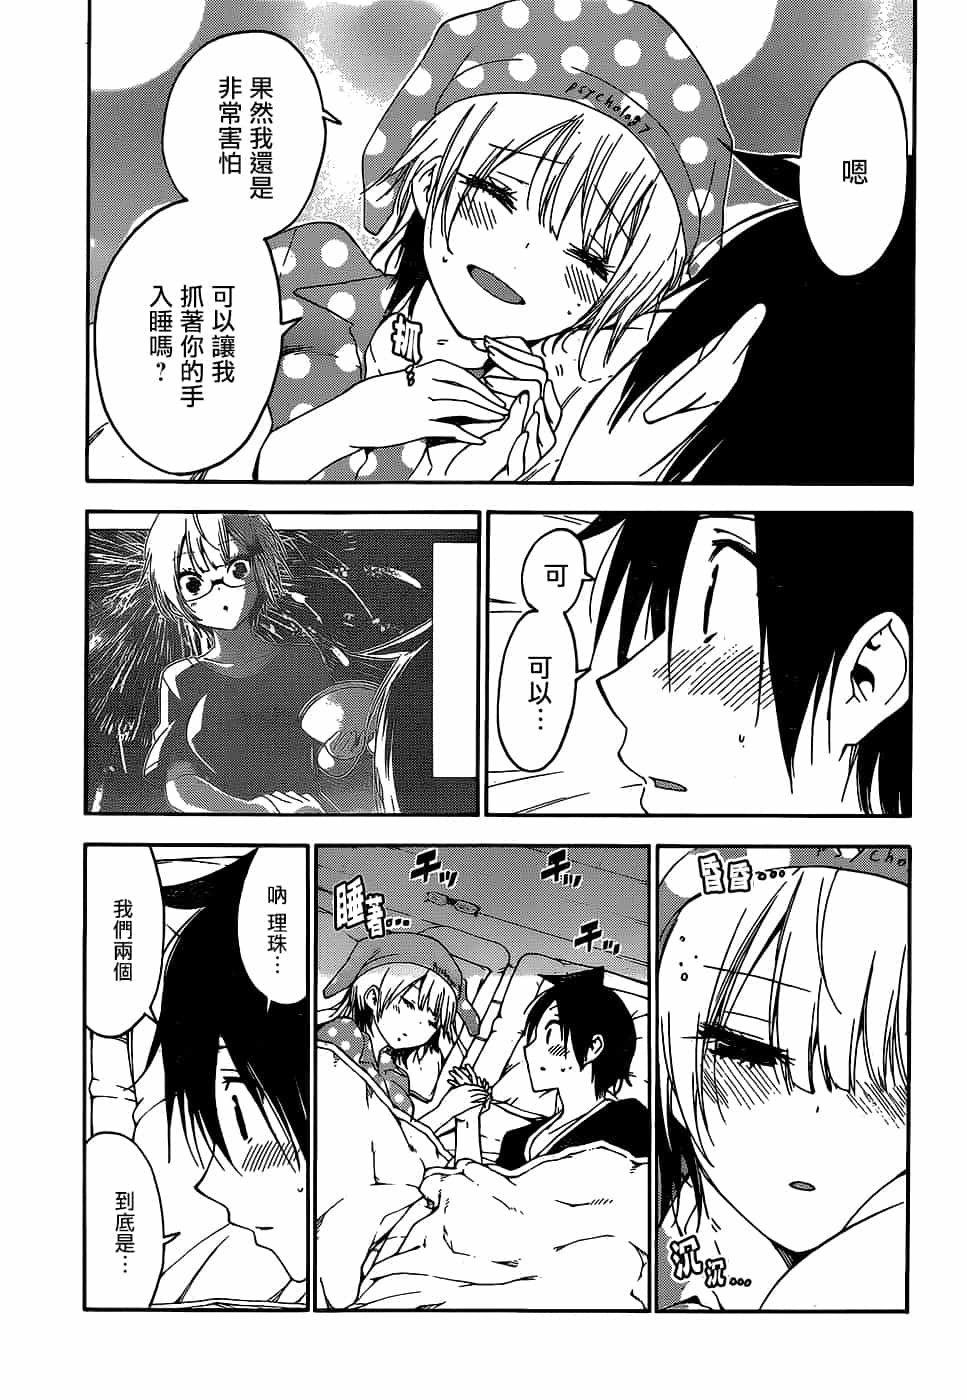 嗯
psychology
果然我還是
非常害怕
可以讓我
抓著你的手
入睡嗎?
抓
可
可以…
psycho
昏昏…
沉沉…
チッ
チッ
チッ
睡著…
吶 理珠…
我們兩個
到底是…